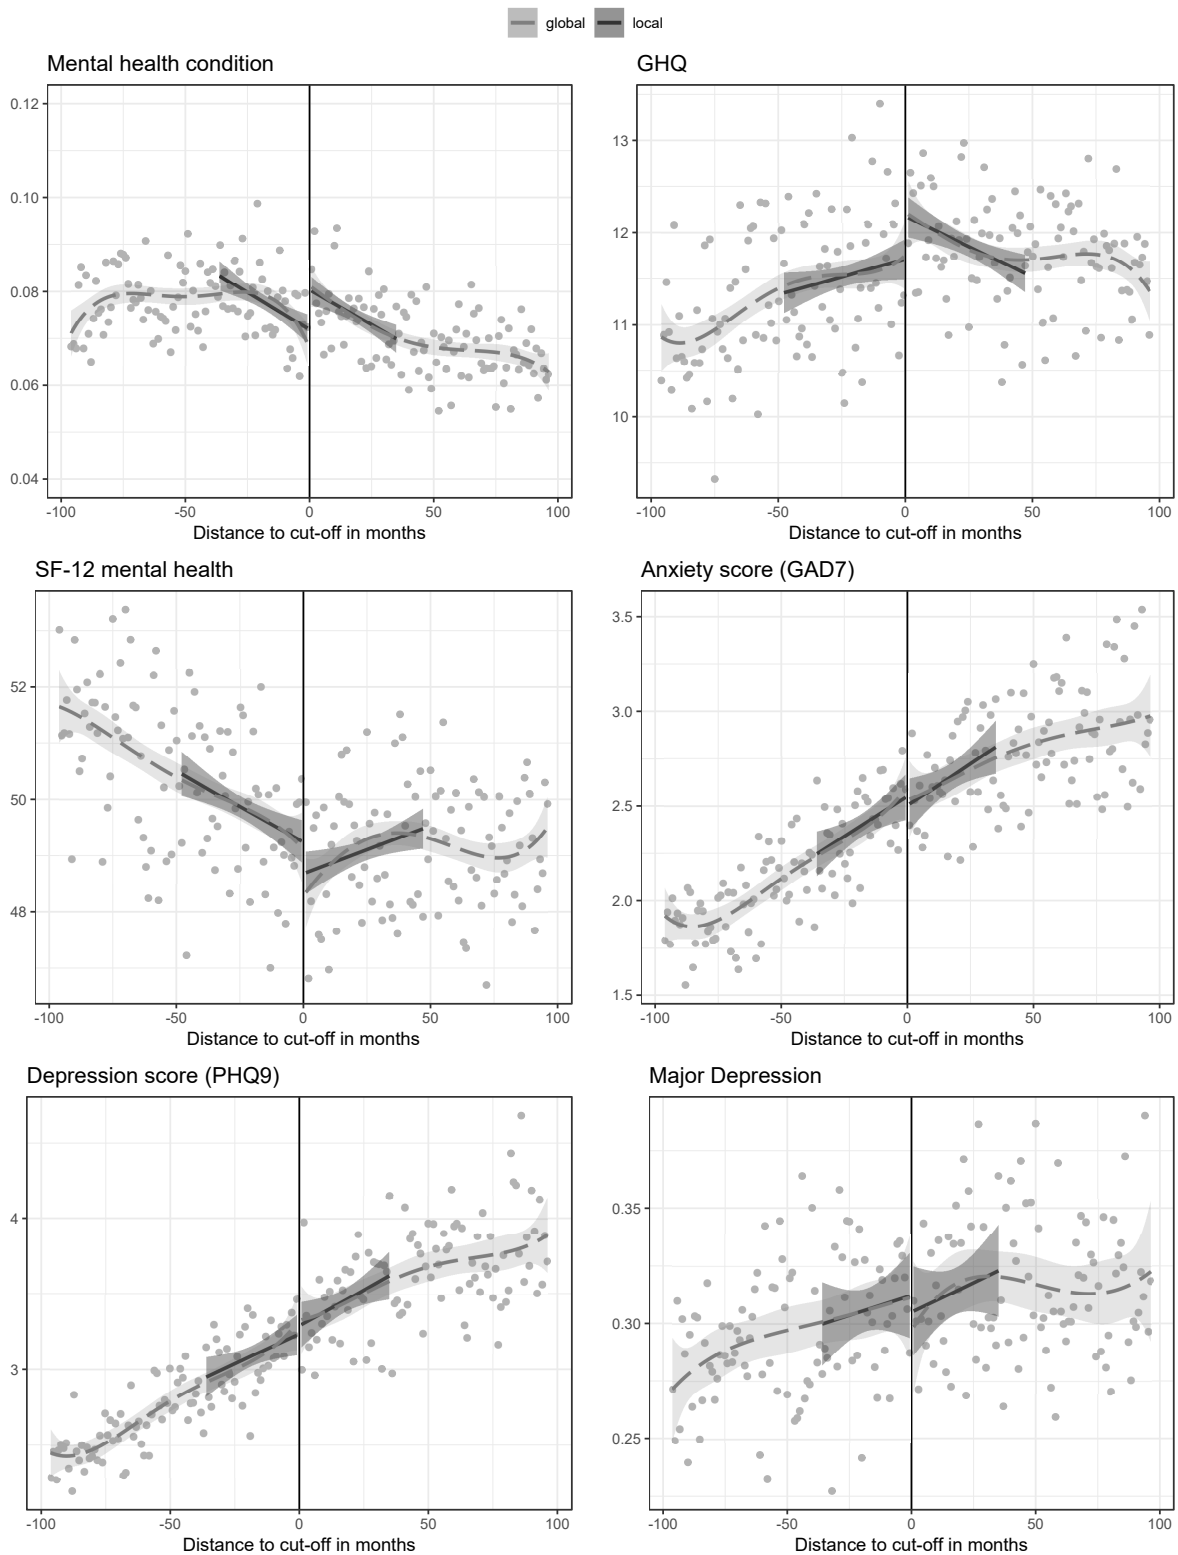 global local
Mental health condition
0.12
0.10
0.08
0.06
0.04
-100 -50 0 50 100
Distance to cut-off in months
GHQ
13
12
11
10
-100 -50 0 50 100
Distance to cut-off in months
SF-12 mental health
52
50
48
-100 -50 0 50 100
Distance to cut-off in months
Anxiety score (GAD7)
3.5
3.0
2.5
2.0
1.5
-100 -50 0 50 100
Distance to cut-off in months
Depression score (PHQ9)
4
3
-100 -50 0 50 100
Distance to cut-off in months
Major Depression
0.35
0.30
0.25
-100 -50 0 50 100
Distance to cut-off in months